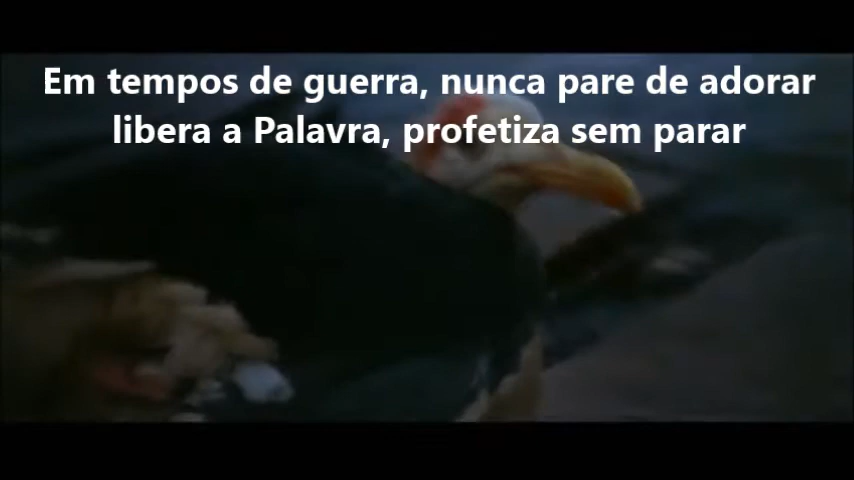 Em tempos de guerra, nunca pare de adorar
libera a Palavra, profetiza sem parar